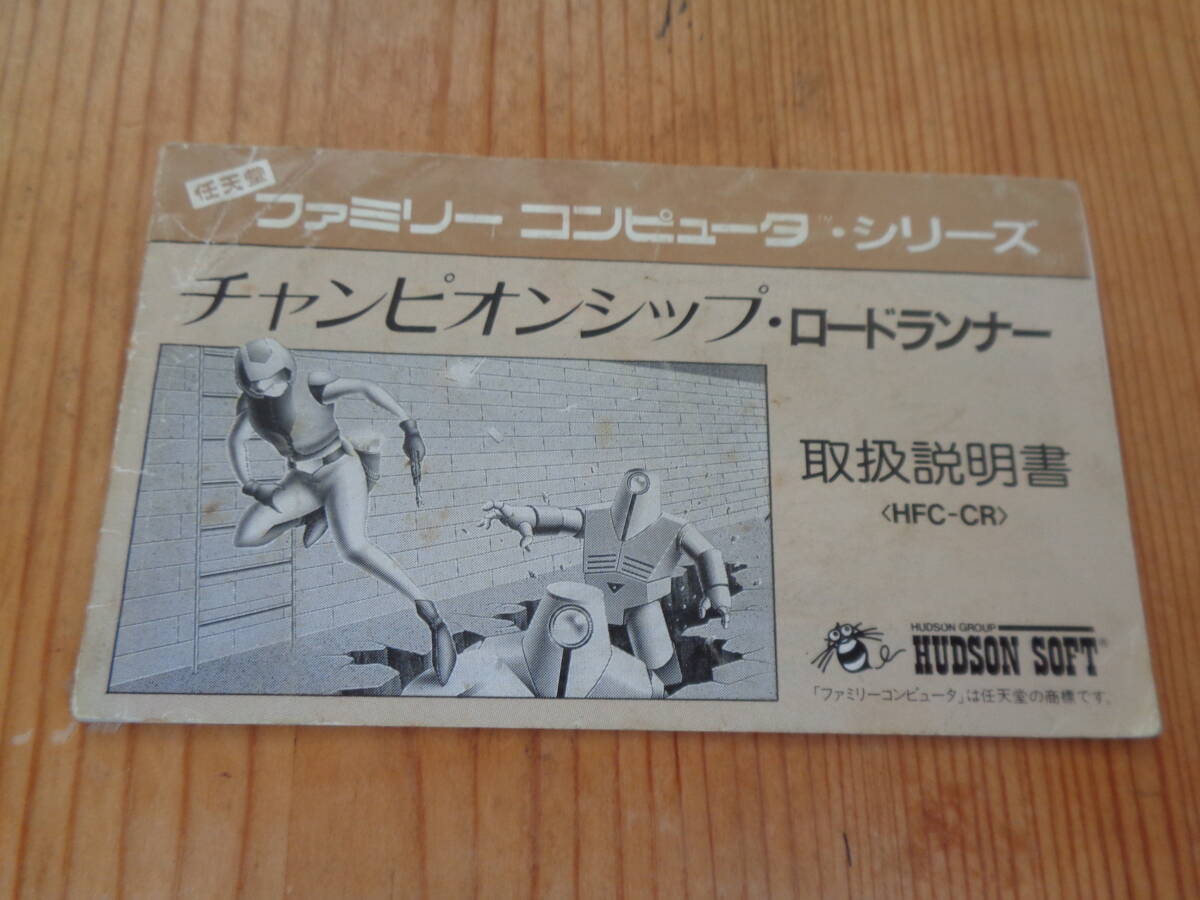 任天堂
ファミリー コンピュータ™・シリーズ
チャンピオンシップ・ロードランナー
取扱説明書
〈HFC-CR〉
HUDSON GROUP
HUDSON SOFT®
「ファミリーコンピュータ」は任天堂の商標です。